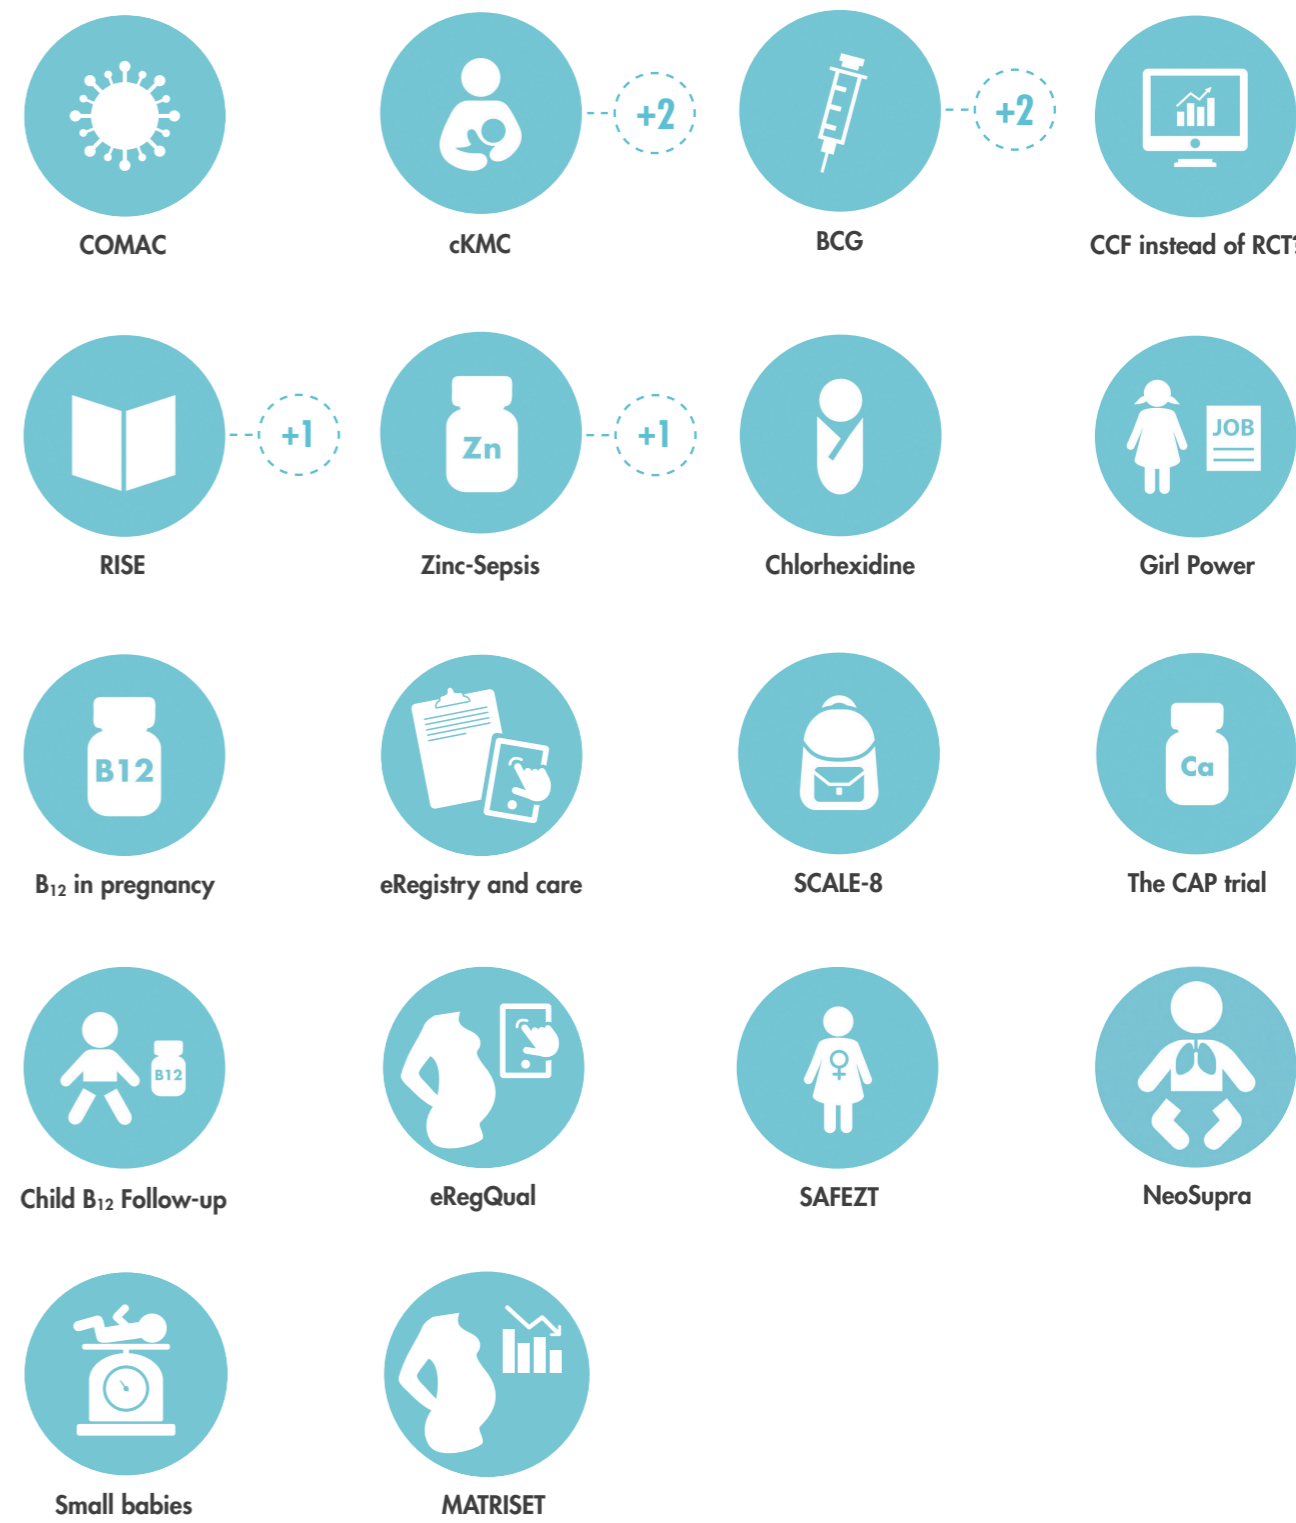 +2
+2
COMAC
cKMC
BCG
CCF instead of RCT?
JOB
+1
Zn
+1
RISE
Zinc-Sepsis
Chlorhexidine
Girl Power
B12
Ca
B₁₂ in pregnancy
eRegistry and care
SCALE-8
The CAP trial
B12
Child B₁₂ Follow-up
eRegQual
SAFEZT
NeoSupra
Small babies
MATRISET